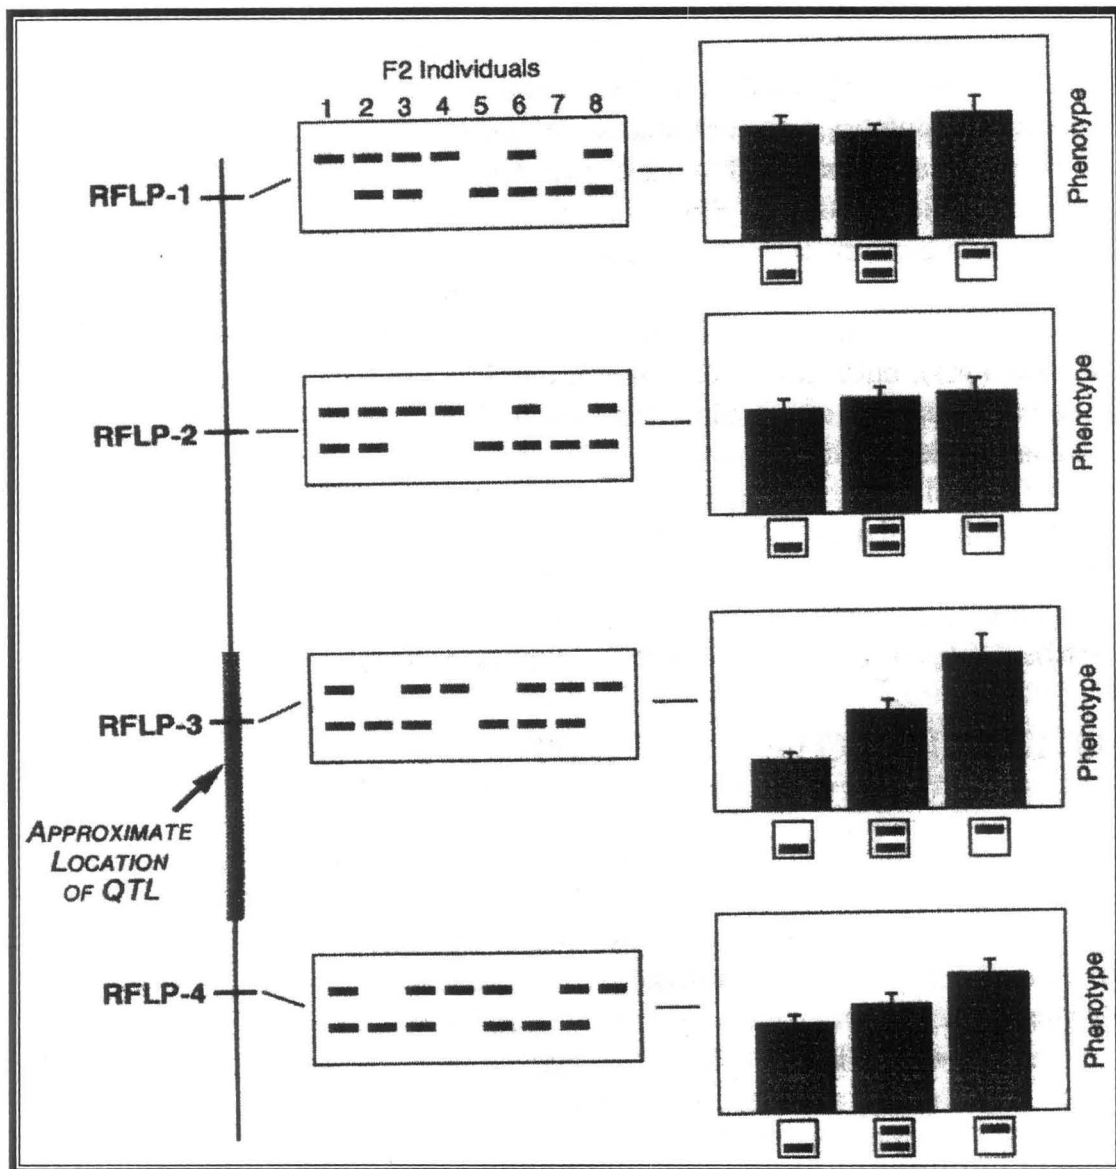 F2 Individuals
1 2 3 4 5 6 7 8
RFLP-1
Phenotype
RFLP-2
Phenotype
RFLP-3
Phenotype
APPROXIMATE
LOCATION
OF QTL
RFLP-4
Phenotype